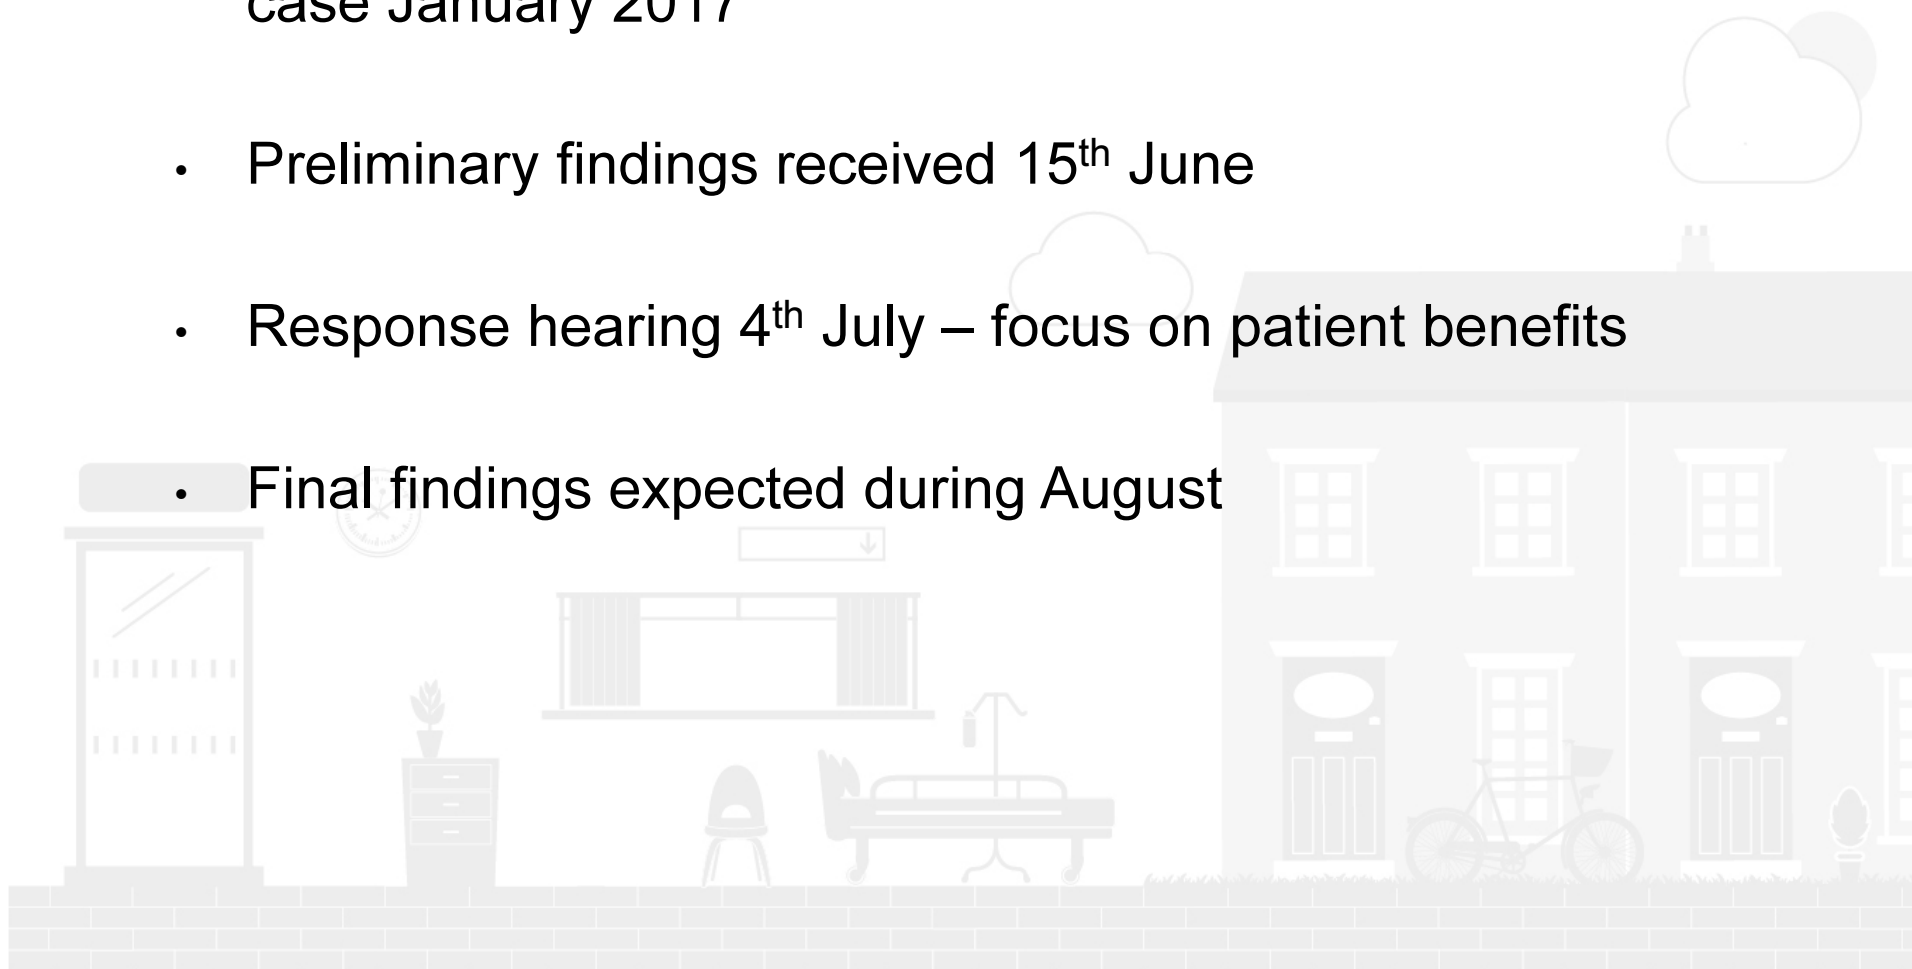 case January 2017
• Preliminary findings received 15th June
• Response hearing 4th July – focus on patient benefits
• Final findings expected during August